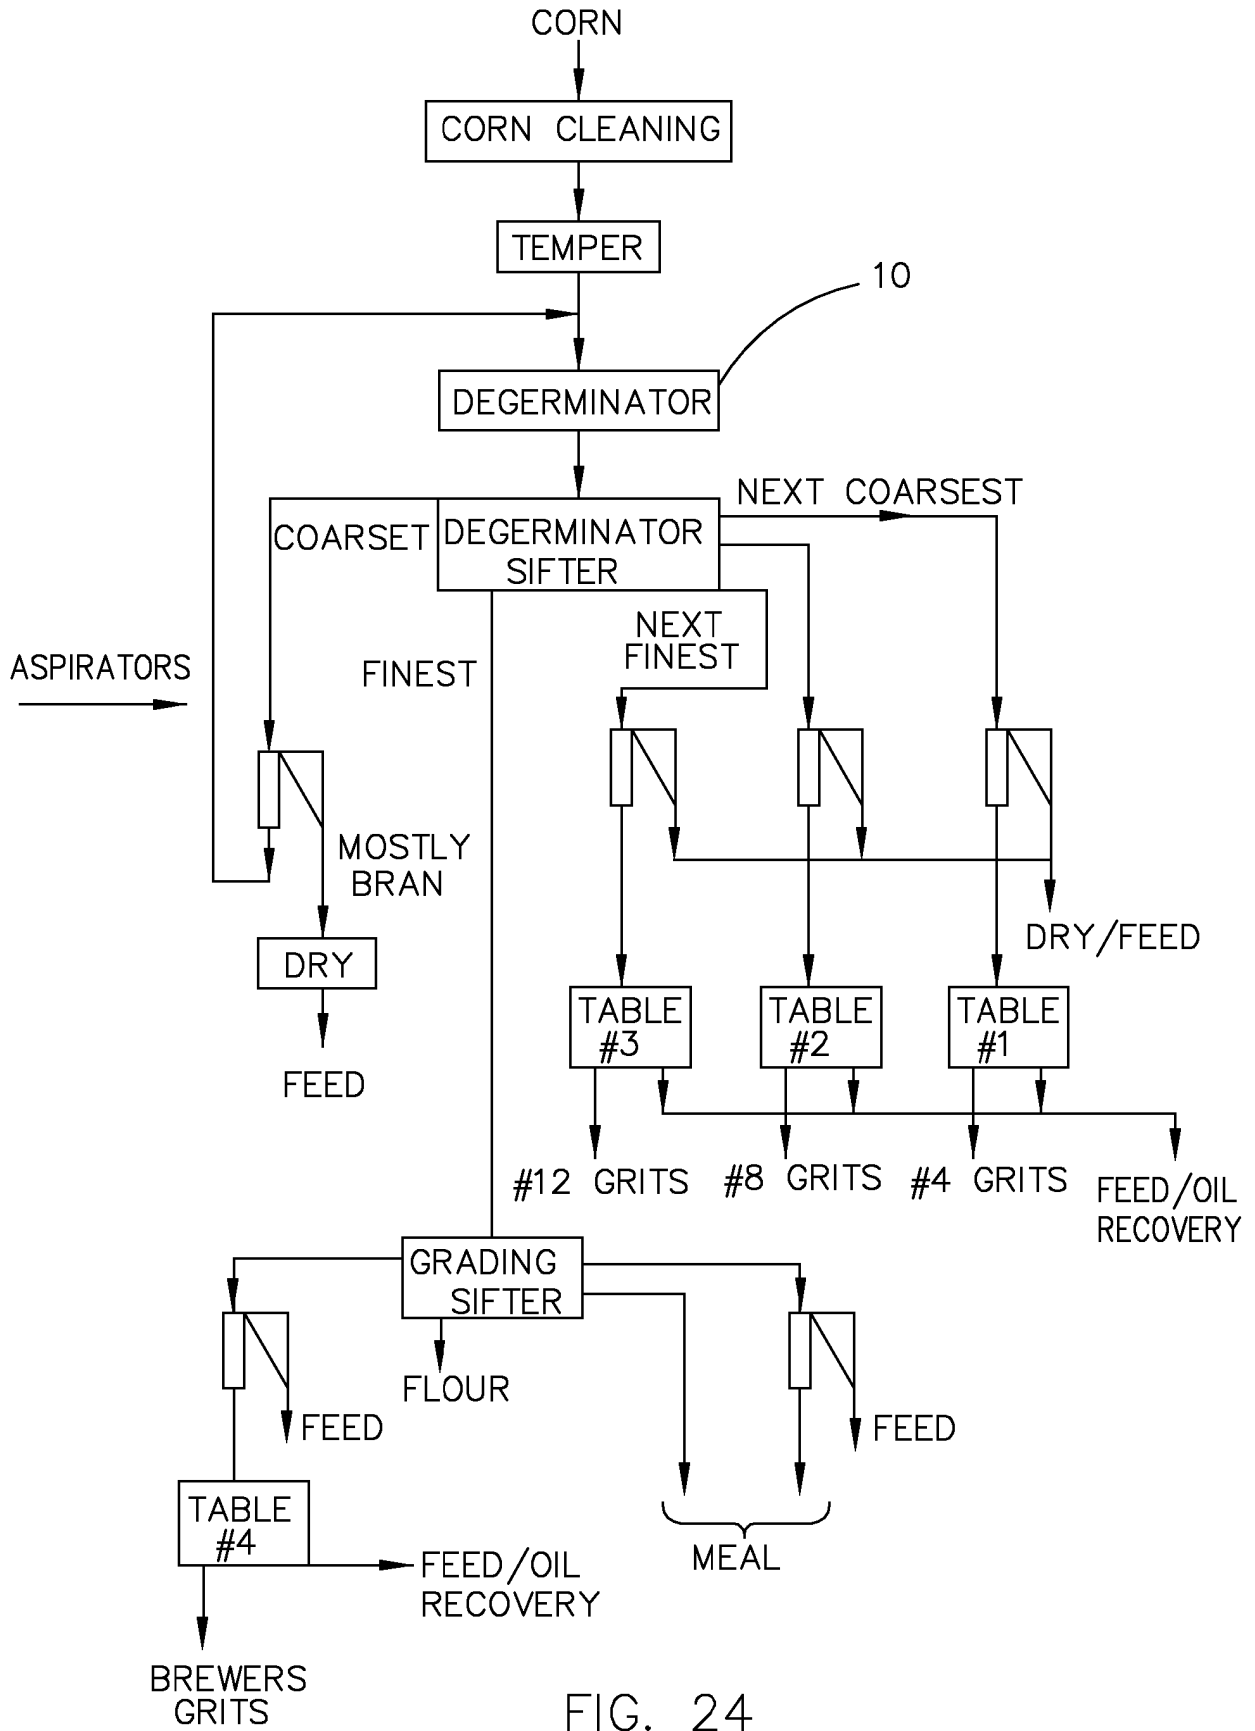 CORN
CORN CLEANING
TEMPER
10
DEGERMINATOR
NEXT COARSEST
COARSET
DEGERMINATOR
SIFTER
NEXT
FINEST
FINEST
ASPIRATORS
MOSTLY
BRAN
DRY
FEED
DRY/FEED
TABLE
#3
TABLE
#2
TABLE
#1
#12 GRITS
#8 GRITS
#4 GRITS
FEED/OIL
RECOVERY
GRADING
SIFTER
FLOUR
FEED
FEED
TABLE
#4
FEED/OIL
RECOVERY
MEAL
BREWERS
GRITS
FIG. 24